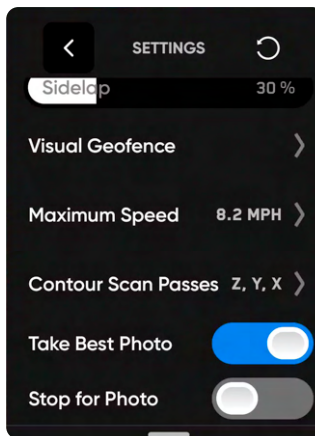 SETTINGS
Sidelap 30 %
Visual Geofence
Maximum Speed 8.2 MPH
Contour Scan Passes Z, Y, X
Take Best Photo
Stop for Photo